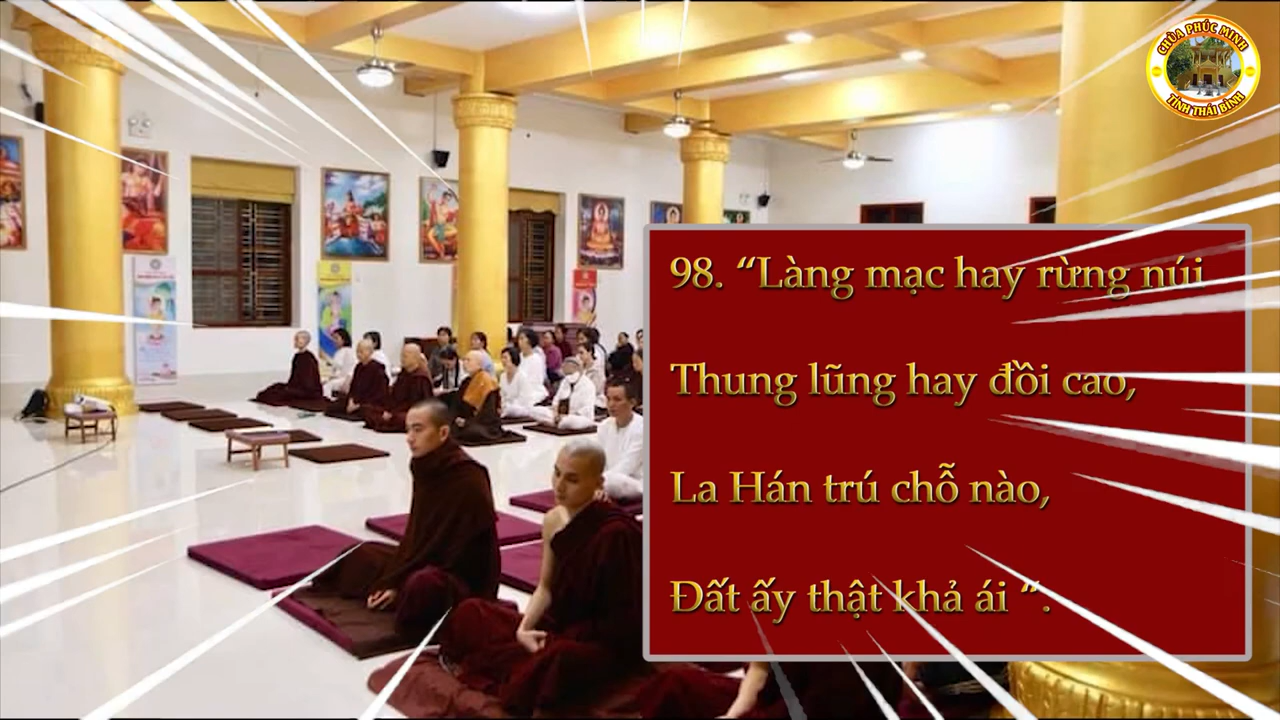 CHÙA PHÚC MINH
TỈNH THÁI BÌNH
98. “Làng mạc hay rừng núi
Thung lũng hay đồi cao,
La Hán trú chỗ nào,
Đất ấy thật khả ái “.